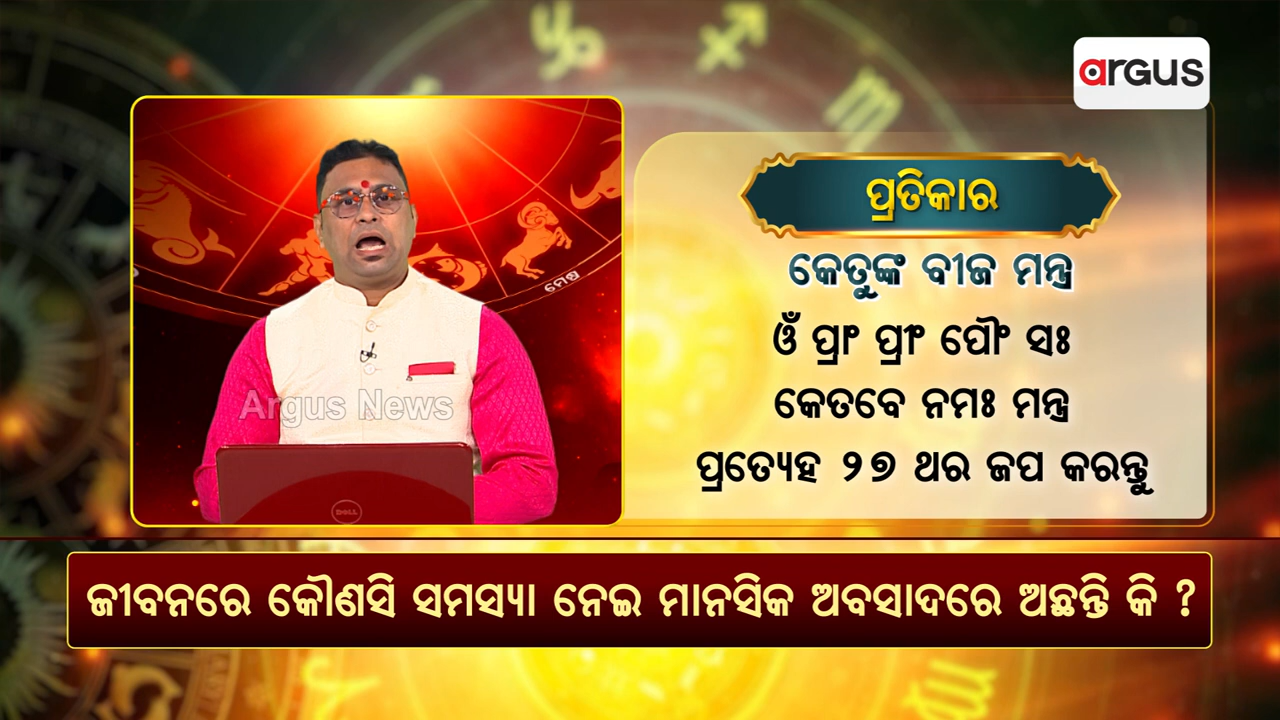 argus
ପ୍ରତିକାର
ମେଷ
କେତୁଙ୍କ ବୀଜ ମନ୍ତ୍ର
ଓଁ ପ୍ରାଂ ପ୍ରୀଂ ପୌଂ ସଃ
Argus News
କେତବେ ନମଃ ମନ୍ତ୍ର
ପ୍ରତ୍ୟେହ ୨୭ ଥର ଜପ କରନ୍ତୁ
DELL
ଜୀବନରେ କୌଣସି ସମସ୍ୟା ନେଇ ମାନସିକ ଅବସାଦରେ ଅଛନ୍ତି କି ?